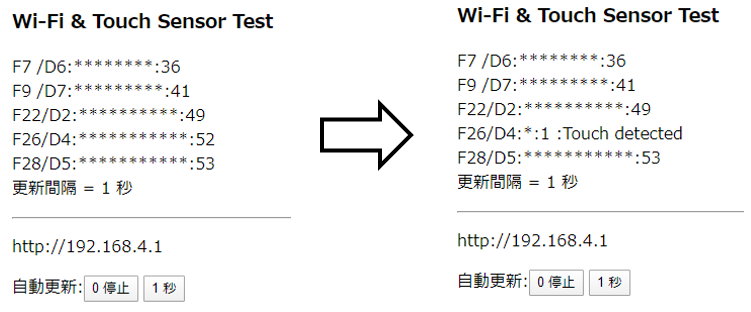 Wi-Fi & Touch Sensor Test
F7 /D6:********:36
F9 /D7:*********:41
F22/D2:**********:49
F26/D4:***********:52
F28/D5:***********:53
更新間隔 = 1 秒
http://192.168.4.1
自動更新: 0 停止 1 秒
Wi-Fi & Touch Sensor Test
F7 /D6:********:36
F9 /D7:*********:41
F22/D2:**********:49
F26/D4:*:1 :Touch detected
F28/D5:***********:53
更新間隔 = 1 秒
http://192.168.4.1
自動更新: 0 停止 1 秒